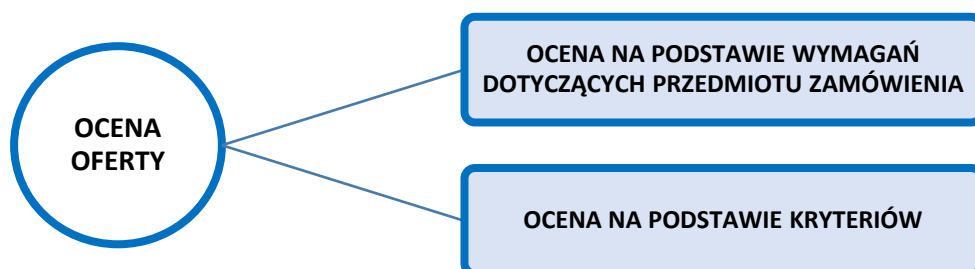 OCENA
OFERTY
OCENA NA PODSTAWIE WYMAGAŃ
DOTYCZĄCYCH PRZEDMIOTU ZAMÓWIENIA
OCENA NA PODSTAWIE KRYTERIÓW